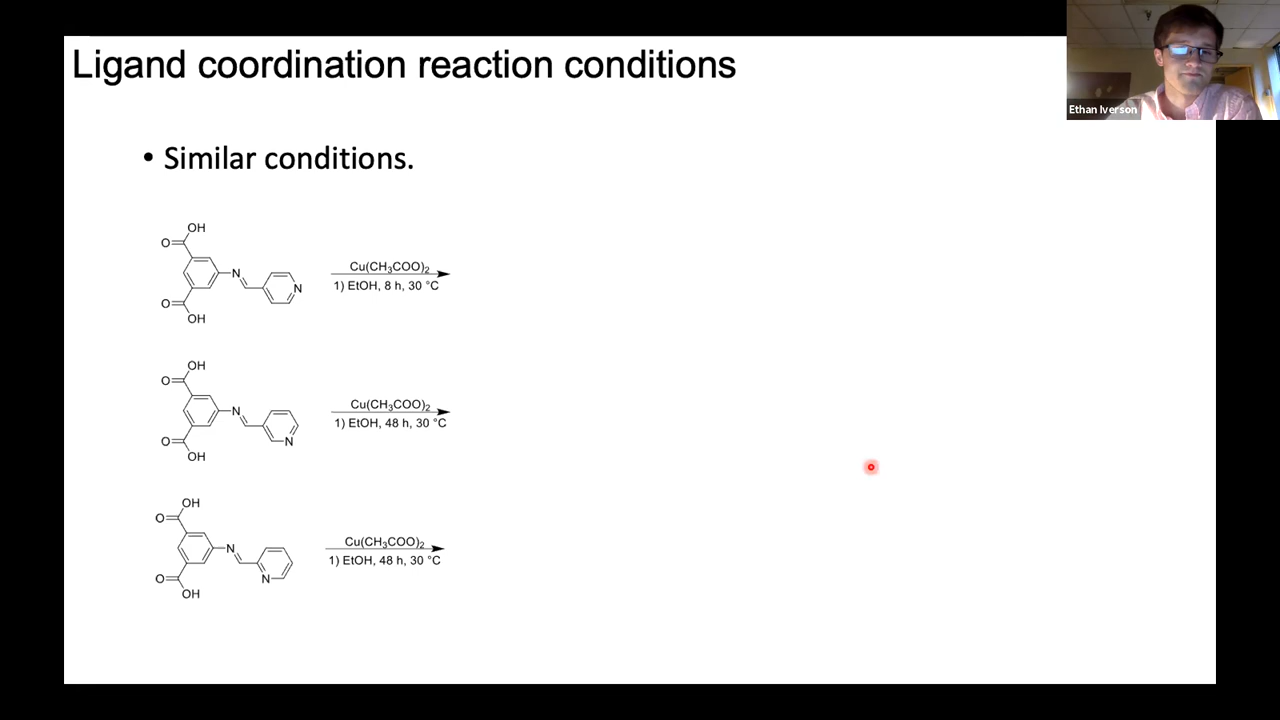 Ligand coordination reaction conditions
Ethan Iverson
• Similar conditions.
OH
O
N
N
O
OH
Cu(CH₃COO)₂
1) EtOH, 8 h, 30 °C
OH
O
N
N
O
OH
Cu(CH₃COO)₂
1) EtOH, 48 h, 30 °C
OH
O
N
N
O
OH
Cu(CH₃COO)₂
1) EtOH, 48 h, 30 °C